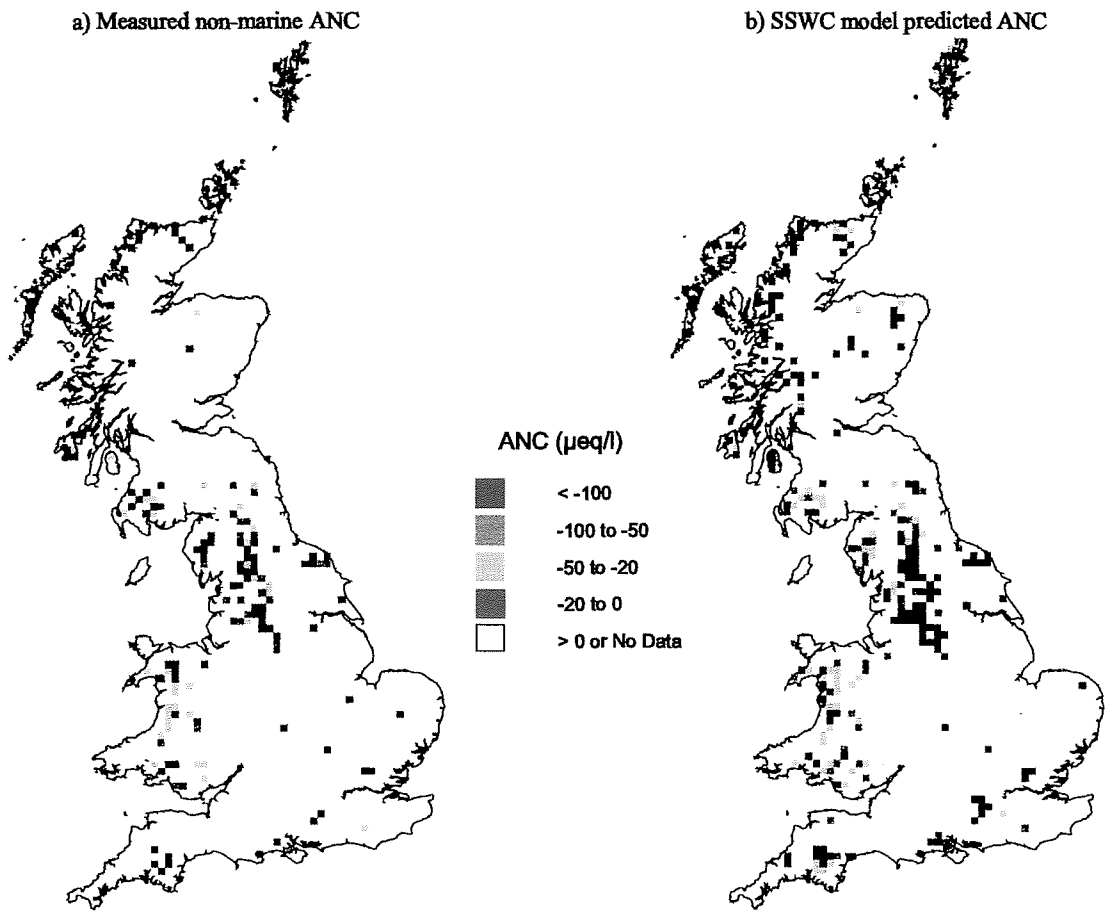 a) Measured non-marine ANC
b) SSWC model predicted ANC
ANC (µeq/l)
< -100
-100 to -50
-50 to -20
-20 to 0
> 0 or No Data